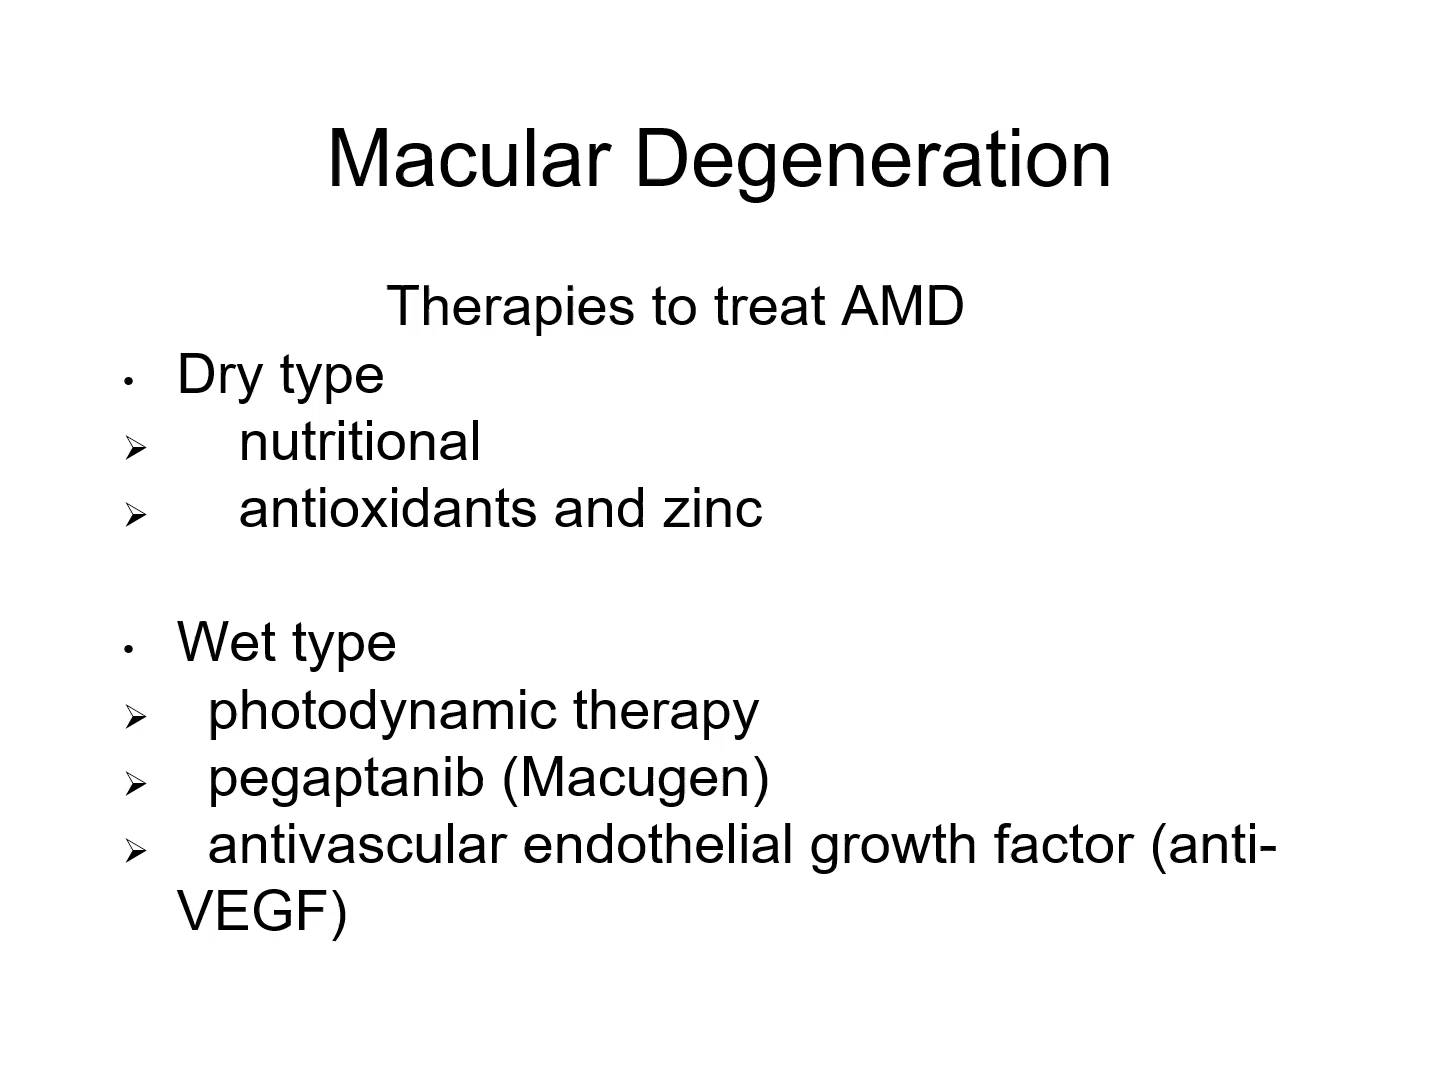 Macular Degeneration
Therapies to treat AMD
• Dry type
➢ nutritional
➢ antioxidants and zinc
• Wet type
➢ photodynamic therapy
➢ pegaptanib (Macugen)
➢ antivascular endothelial growth factor (anti-
VEGF)